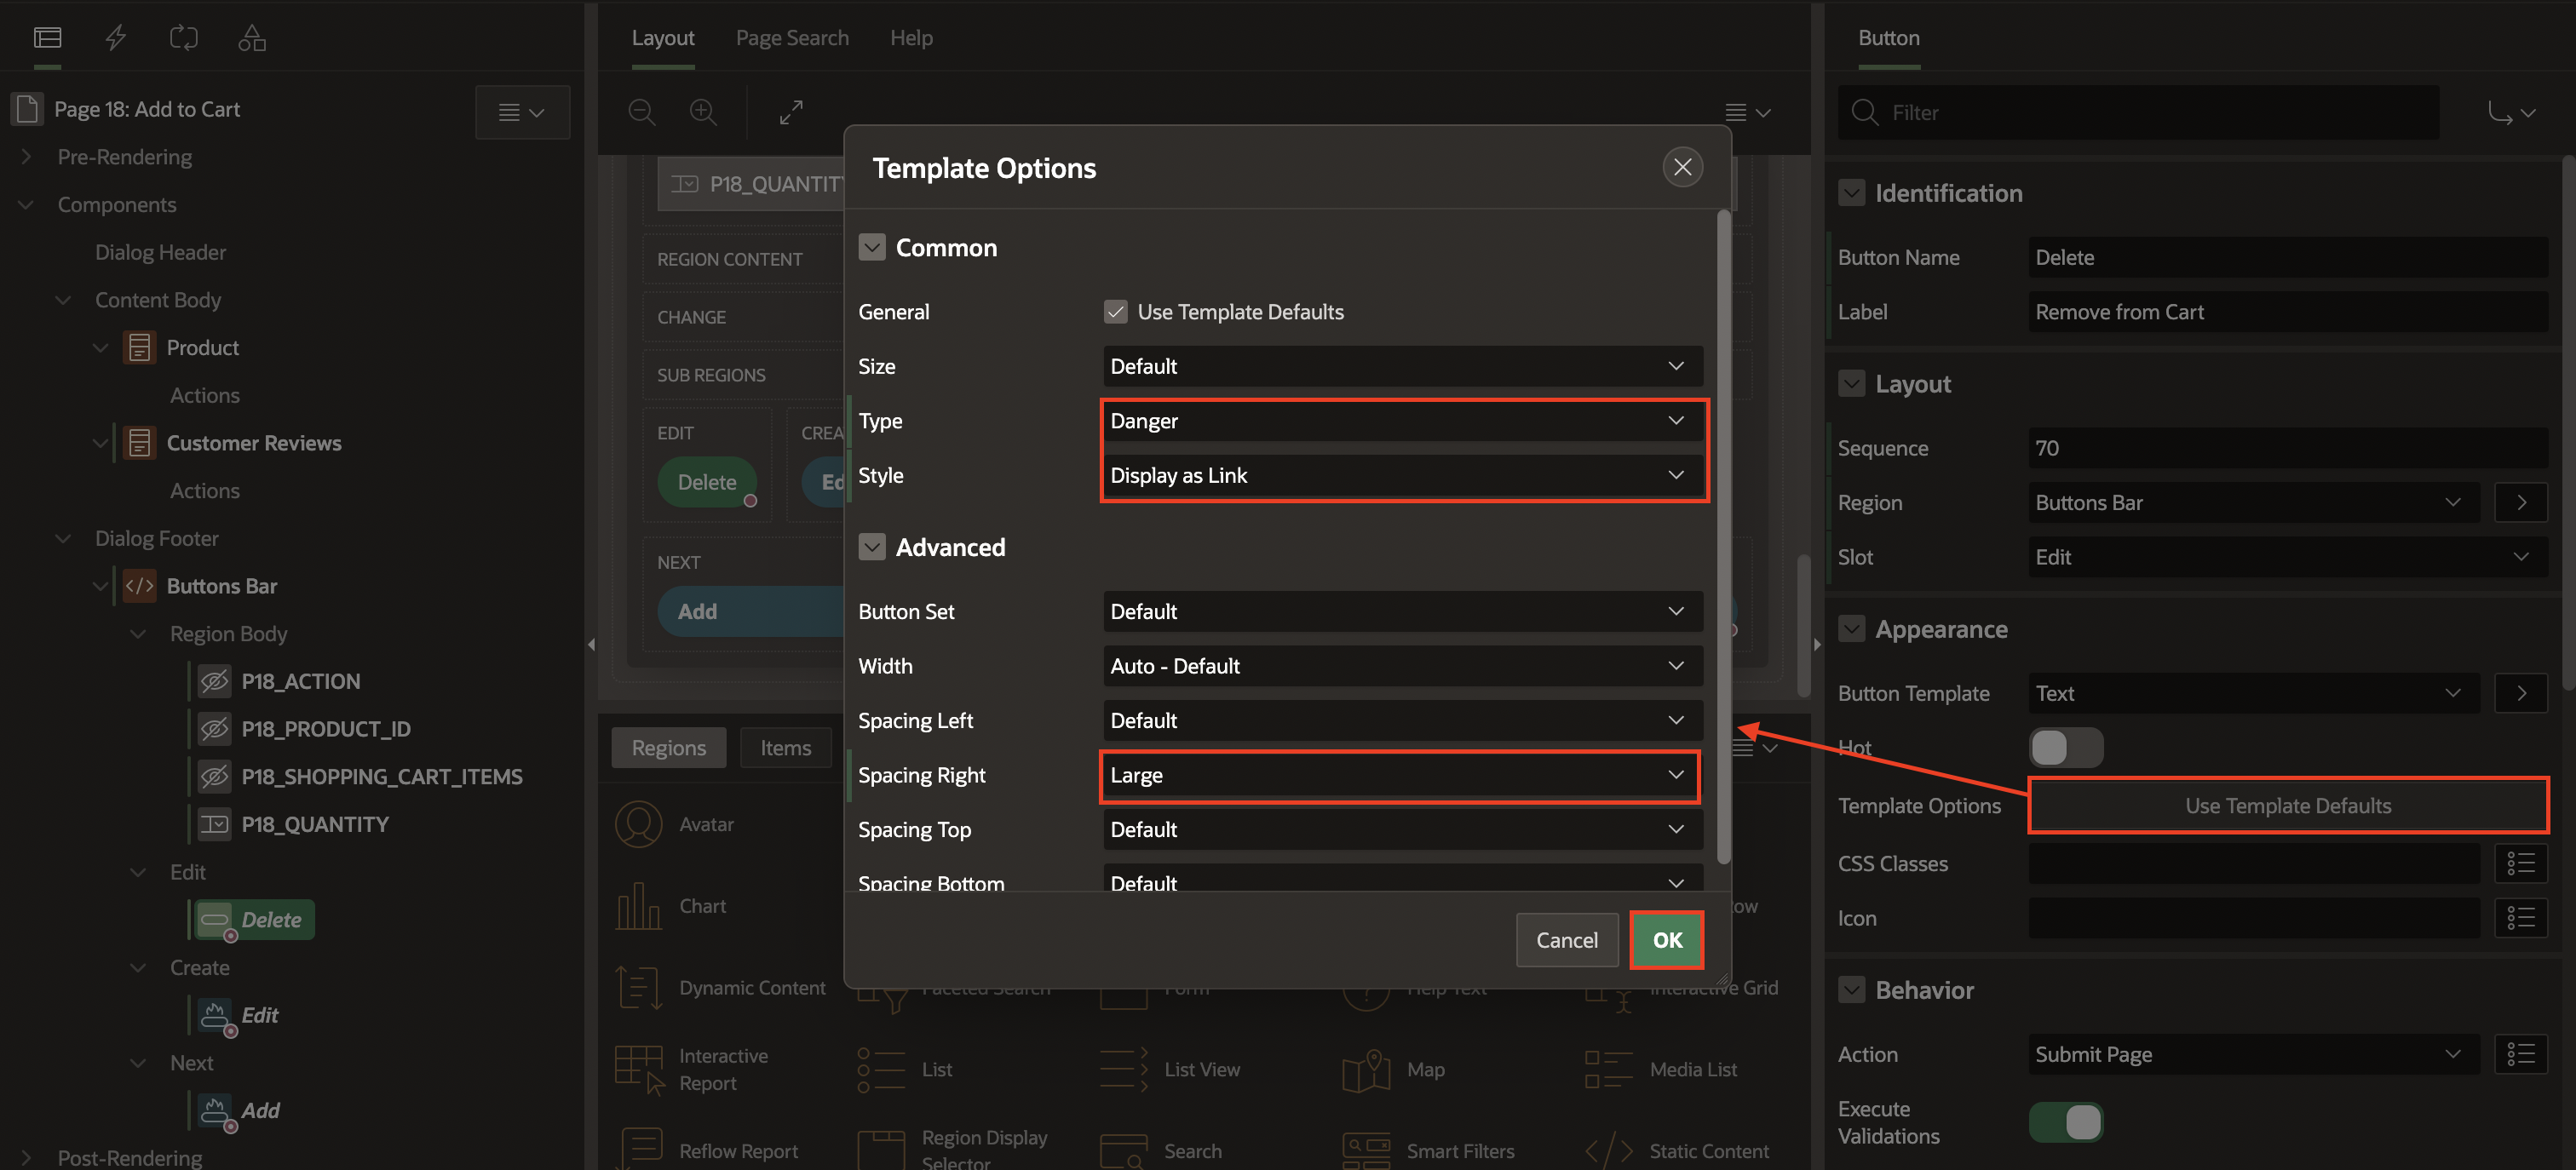 Page 18: Add to Cart
Pre-Rendering
Components
Dialog Header
Content Body
Product
Actions
Customer Reviews
Actions
Dialog Footer
Buttons Bar
Region Body
P18_ACTION
P18_PRODUCT_ID
P18_SHOPPING_CART_ITEMS
P18_QUANTITY
Edit
Delete
Create
Edit
Next
Add
Post-Rendering
Layout Page Search Help
P18_QUANTITY
REGION CONTENT
CHANGE
SUB REGIONS
EDIT CREA
Delete Ed
NEXT
Add
Regions Items
Avatar
Chart
Dynamic Content Faceted Search Form Help Text Interactive Grid
Interactive
Report
List
List View
Map
Media List
Reflow Report
Region Display
Selector
Search
Smart Filters
Static Content
Template Options
Common
General Use Template Defaults
Size Default
Type Danger
Style Display as Link
Advanced
Button Set Default
Width Auto - Default
Spacing Left Default
Spacing Right Large
Spacing Top Default
Spacing Bottom Default
Cancel OK
Button
Filter
Identification
Button Name Delete
Label Remove from Cart
Layout
Sequence 70
Region Buttons Bar
Slot Edit
Appearance
Button Template Text
Hot
Template Options Use Template Defaults
CSS Classes
Icon
Behavior
Action Submit Page
Execute
Validations